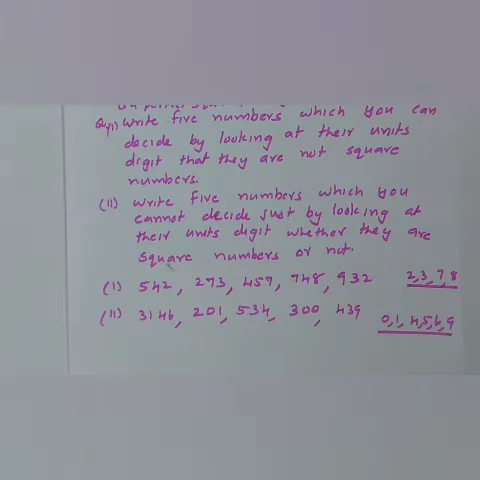 Q4 i) Write five numbers which you can
decide by looking at their units
digit that they are not square
numbers.
(ii) Write five numbers which you
cannot decide just by looking at
their units digit whether they are
square numbers or not.
(i) 542, 273, 457, 748, 932 2,3,7,8
(ii) 3146, 201, 534, 300, 439 0,1,4,5,6,9